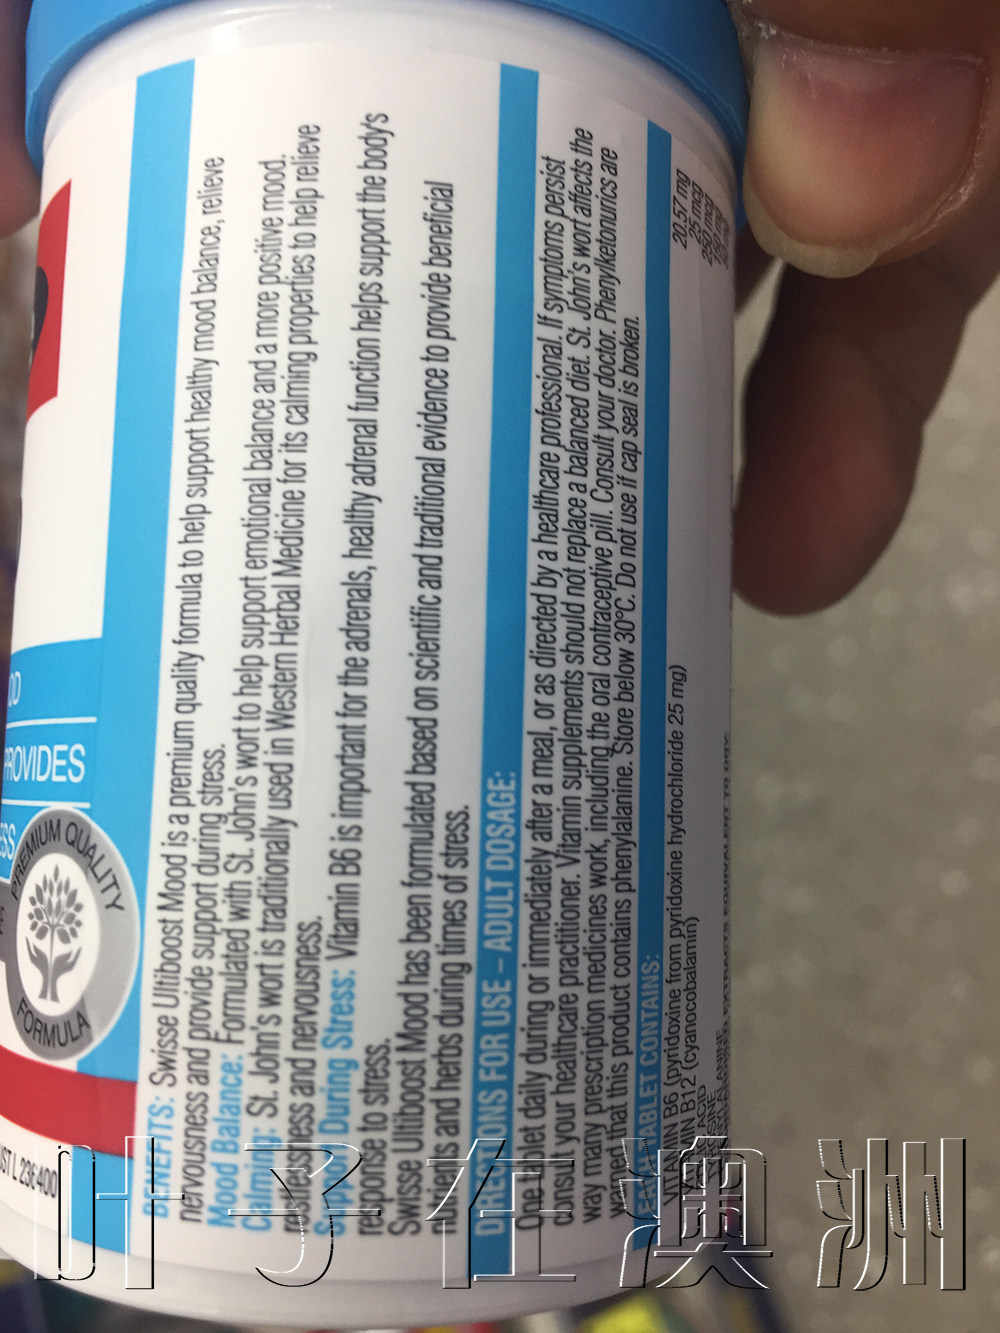 OD
PROVIDES
ESS
PREMIUM QUALITY
FORMULA
UST L 236400
BENEFITS: Swisse Ultiboost Mood is a premium quality formula to help support healthy mood balance, relieve
nervousness and provide support during stress.
Mood Balance: Formulated with St. John's wort to help support emotional balance and a more positive mood.
Calming: St. John's wort is traditionally used in Western Herbal Medicine for its calming properties to help relieve
restlessness and nervousness.
Support During Stress: Vitamin B6 is important for the adrenals, healthy adrenal function helps support the body's
response to stress.
Swisse Ultiboost Mood has been formulated based on scientific and traditional evidence to provide beneficial
nutrients and herbs during times of stress.
DIRECTIONS FOR USE – ADULT DOSAGE:
One tablet daily during or immediately after a meal, or as directed by a healthcare professional. If symptoms persist
consult your healthcare practitioner. Vitamin supplements should not replace a balanced diet. St. John's wort affects the
way many prescription medicines work, including the oral contraceptive pill. Consult your doctor. Phenylketonurics are
warned that this product contains phenylalanine. Store below 30°C. Do not use if cap seal is broken.
EACH TABLET CONTAINS:
VITAMIN B6 (pyridoxine from pyridoxine hydrochloride 25 mg) 20.57 mg
VITAMIN B12 (cyanocobalamin) 25 mcg
ACID 250 mcg
叶子在澳洲